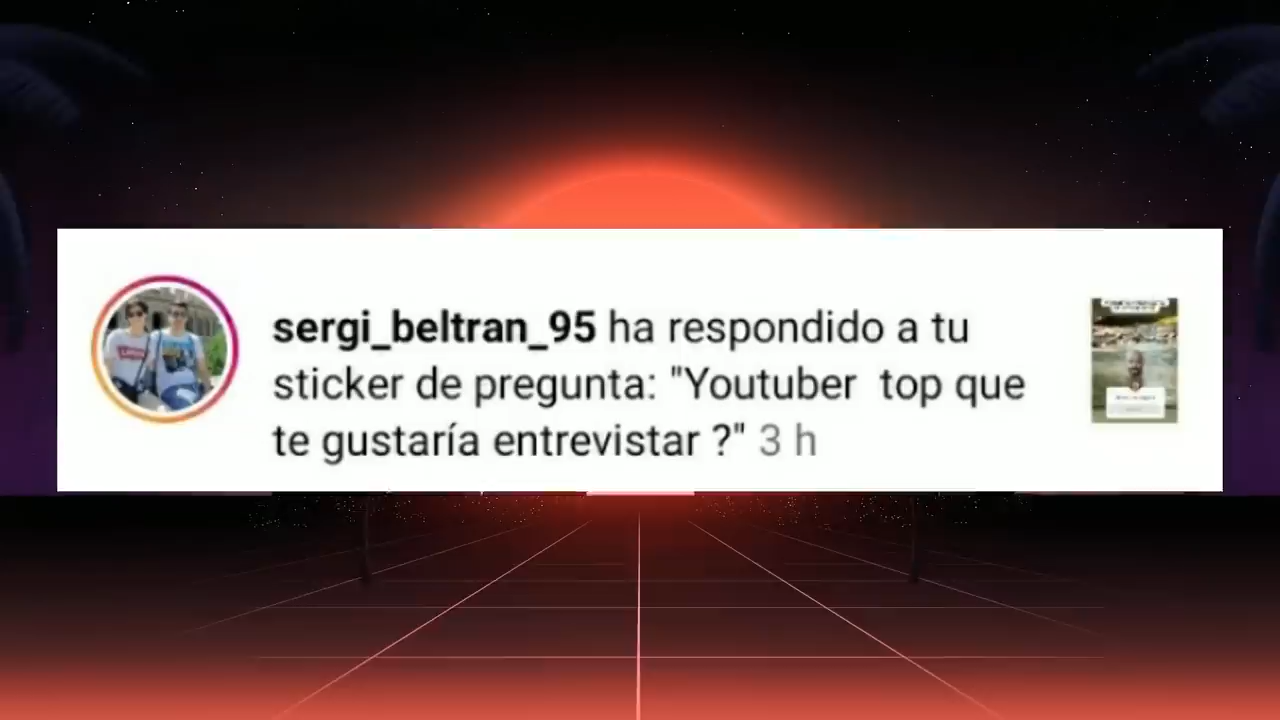 sergi_beltran_95 ha respondido a tu
sticker de pregunta: "Youtuber  top que
te gustaría entrevistar ?" 3 h